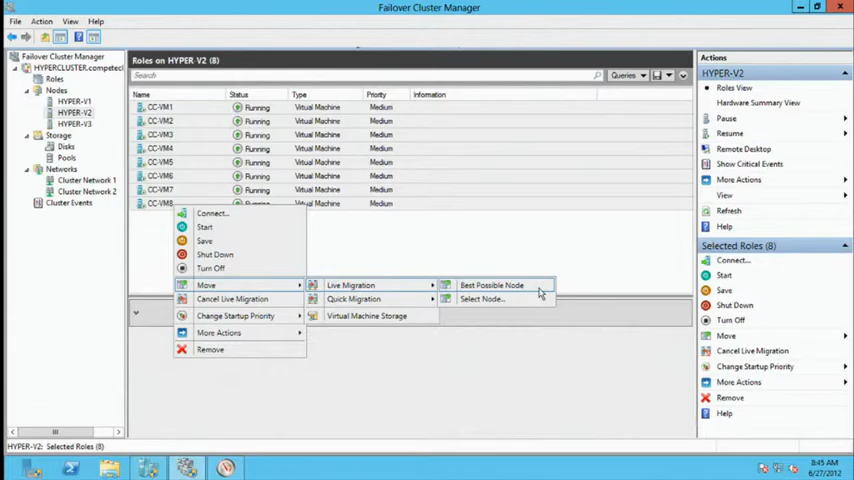 Failover Cluster Manager
File Action View Help
Failover Cluster Manager
HYPERCLUSTER.competecl
Roles
Nodes
HYPER-V1
HYPER-V2
HYPER-V3
Storage
Disks
Pools
Networks
Cluster Network 1
Cluster Network 2
Cluster Events
Roles on HYPER-V2 (8)
Search
Queries
Name Status Type Priority Information
CC-VM1 Running Virtual Machine Medium
CC-VM2 Running Virtual Machine Medium
CC-VM3 Running Virtual Machine Medium
CC-VM4 Running Virtual Machine Medium
CC-VM5 Running Virtual Machine Medium
CC-VM6 Running Virtual Machine Medium
CC-VM7 Running Virtual Machine Medium
CC-VM8 Running Virtual Machine Medium
Connect...
Start
Save
Shut Down
Turn Off
Move
Cancel Live Migration
Change Startup Priority
More Actions
Remove
Live Migration
Quick Migration
Virtual Machine Storage
Best Possible Node
Select Node...
Actions
HYPER-V2
Roles View
Hardware Summary View
Pause
Resume
Remote Desktop
Show Critical Events
More Actions
View
Refresh
Help
Selected Roles (8)
Connect...
Start
Save
Shut Down
Turn Off
Move
Cancel Live Migration
Change Startup Priority
More Actions
Remove
Help
HYPER-V2: Selected Roles (8)
8:45 AM
6/27/2012